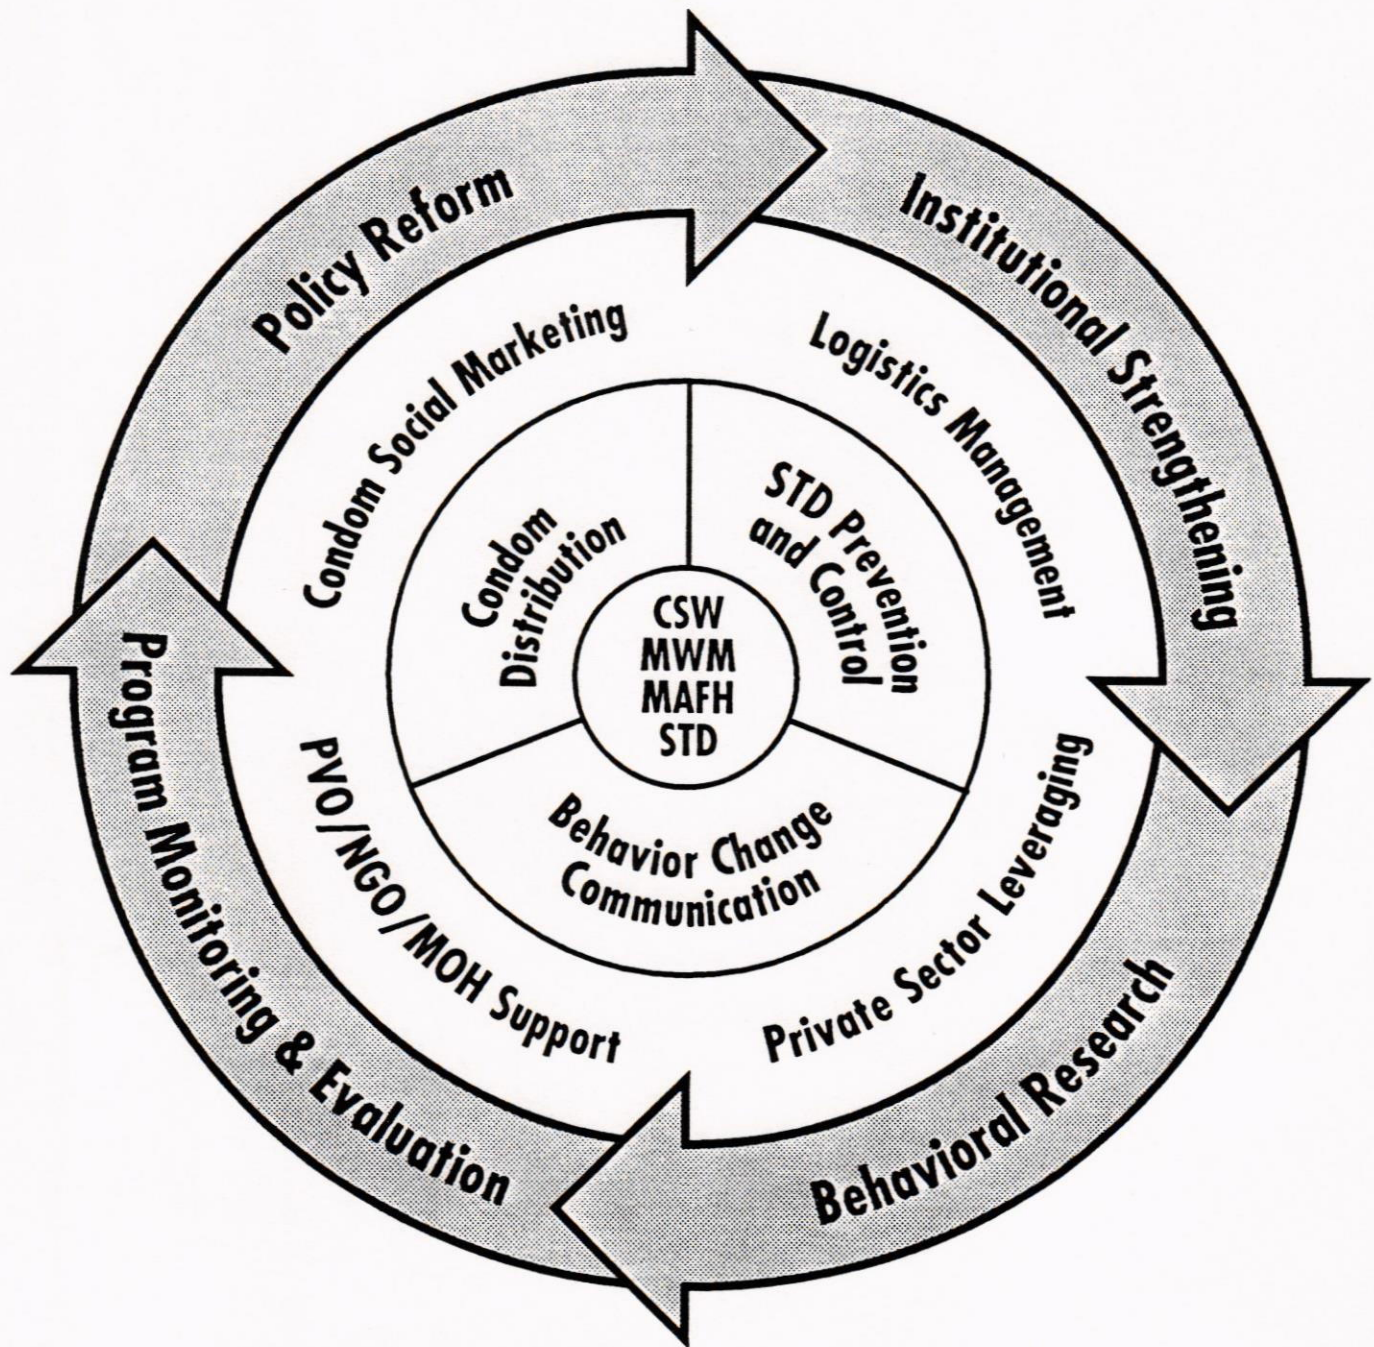 Policy Reform
Institutional Strengthening
Condom Social Marketing
Logistics Management
Condom
Distribution
STD Prevention
and Control
CSW
MWM
MAFH
STD
Behavior Change
Communication
PVO/NGO/MOH Support
Private Sector Leveraging
Program Monitoring & Evaluation
Behavioral Research